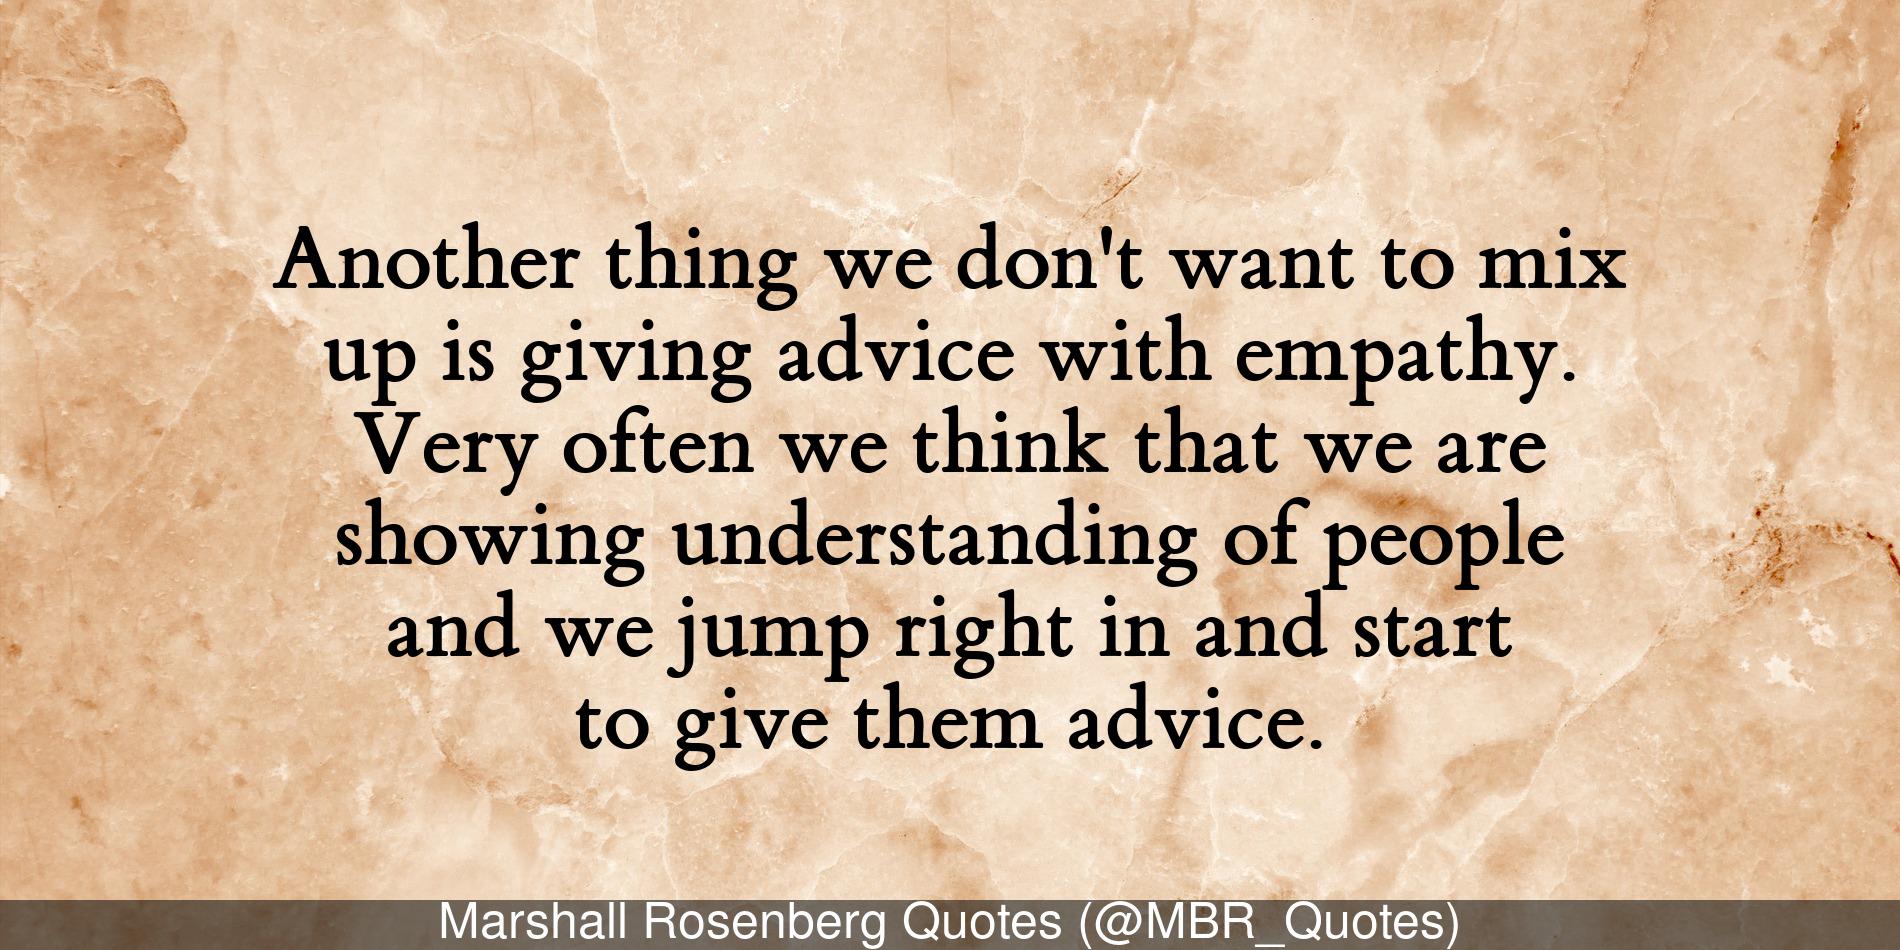 Another thing we don't want to mix
up is giving advice with empathy.
Very often we think that we are
showing understanding of people
and we jump right in and start
to give them advice.
Marshall Rosenberg Quotes (@MBR_Quotes)